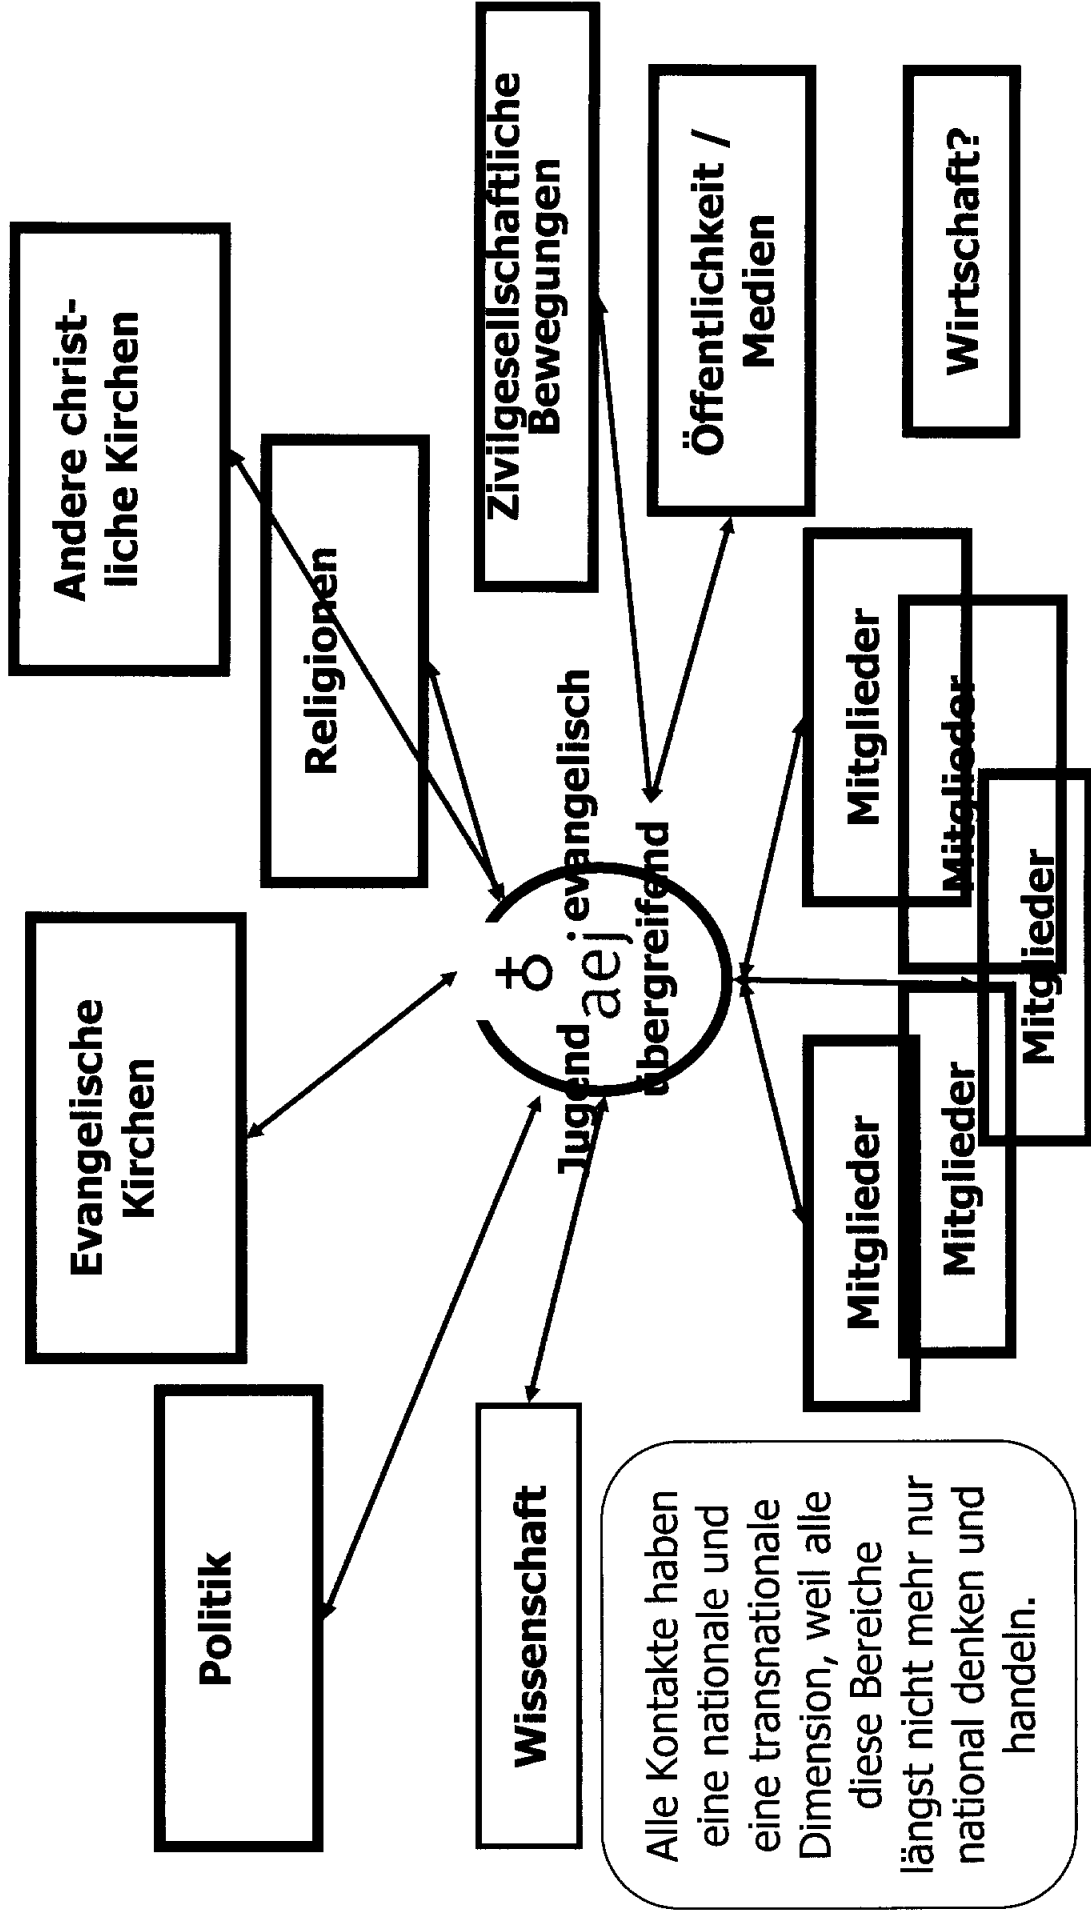 Andere christ-
liche Kirchen
Evangelische
Kirchen
Politik
Religionen
Zivilgesellschaftliche
Bewegungen
Wissenschaft
Jugend
evangelisch
aej
übergreifend
Öffentlichkeit /
Medien
Mitglieder
Mitglieder
Mitglieder
Mitglieder
Mitglieder
Wirtschaft?
Alle Kontakte haben
eine nationale und
eine transnationale
Dimension, weil alle
diese Bereiche
längst nicht mehr nur
national denken und
handeln.